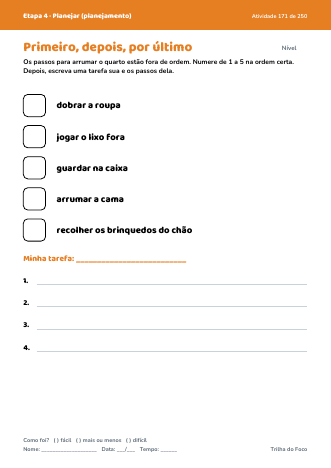 Etapa 4 · Planejar (planejamento)
Atividade 171 de 250
Primeiro, depois, por último
Nível
Os passos para arrumar o quarto estão fora de ordem. Numere de 1 a 5 na ordem certa.
Depois, escreva uma tarefa sua e os passos dela.
dobrar a roupa
jogar o lixo fora
guardar na caixa
arrumar a cama
recolher os brinquedos do chão
Minha tarefa: __________________________
1.
2.
3.
4.
Como foi? ( ) fácil ( ) mais ou menos ( ) difícil
Nome: __________________ Data: ___/___ Tempo: ______
Trilha do Foco